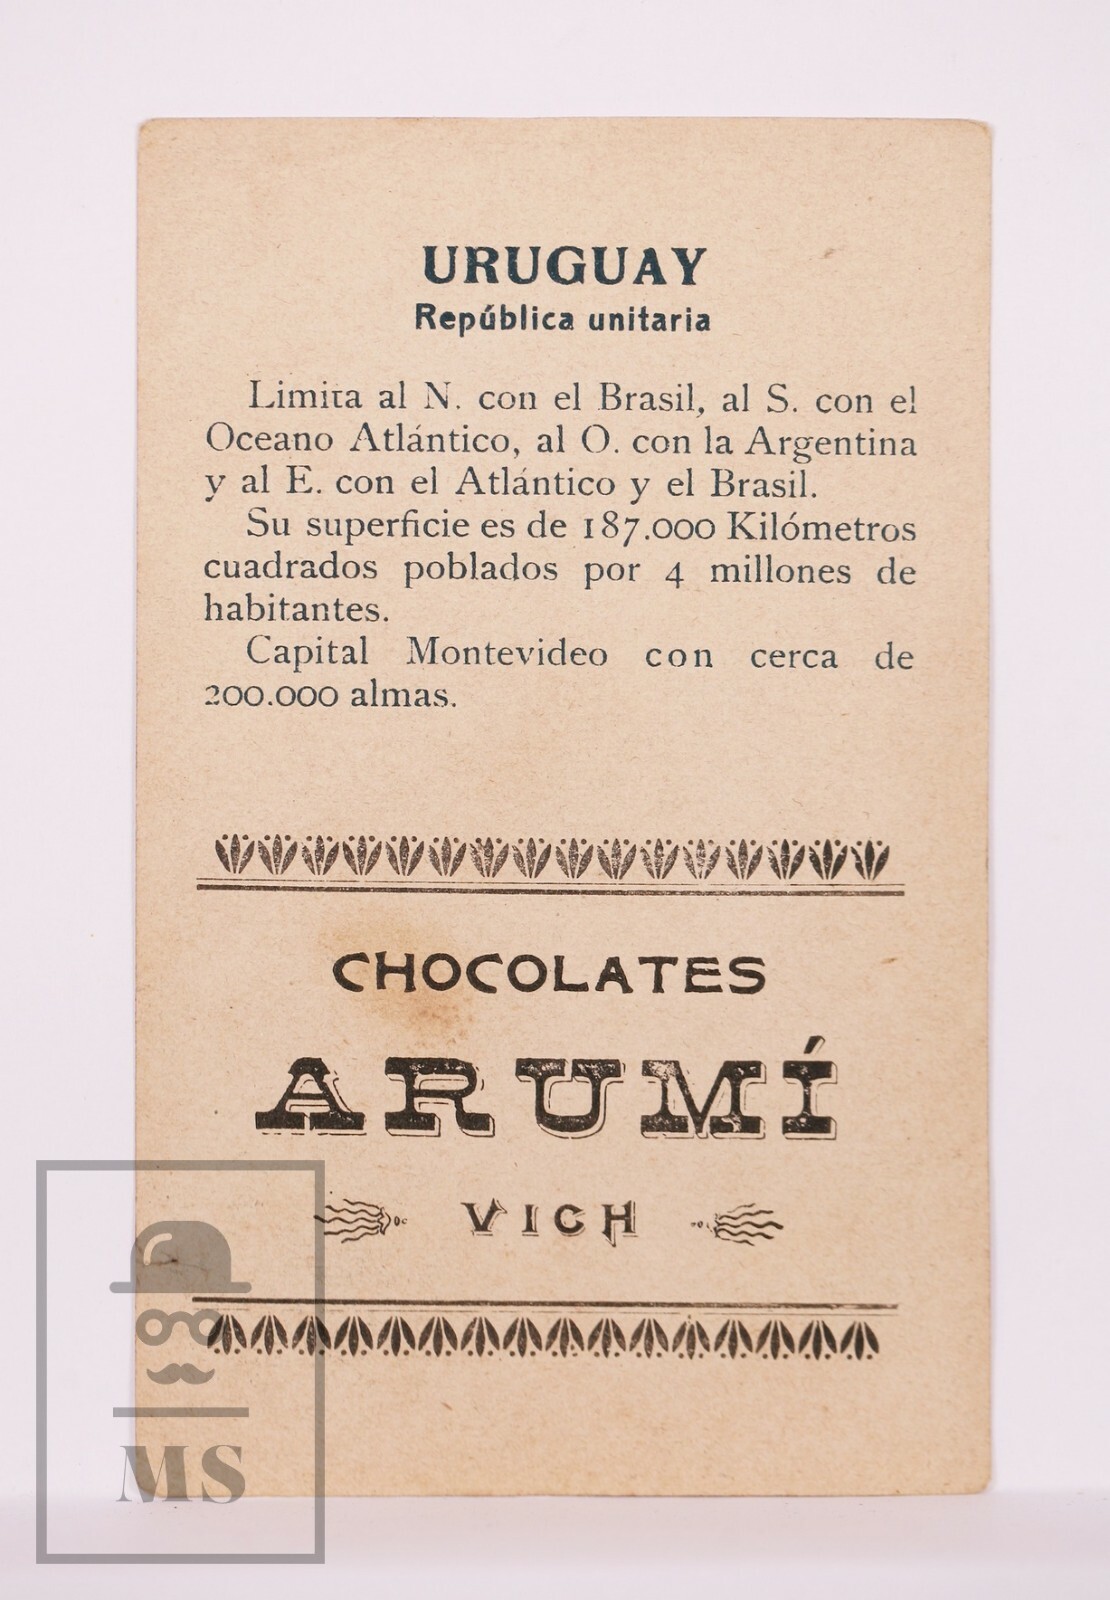 URUGUAY
República unitaria
Limita al N. con el Brasil, al S. con el
Oceano Atlántico, al O. con la Argentina
y al E. con el Atlántico y el Brasil.
Su superficie es de 187.000 Kilómetros
cuadrados poblados por 4 millones de
habitantes.
Capital Montevideo con cerca de
200.000 almas.
CHOCOLATES
ARUMÍ
VICH
MS